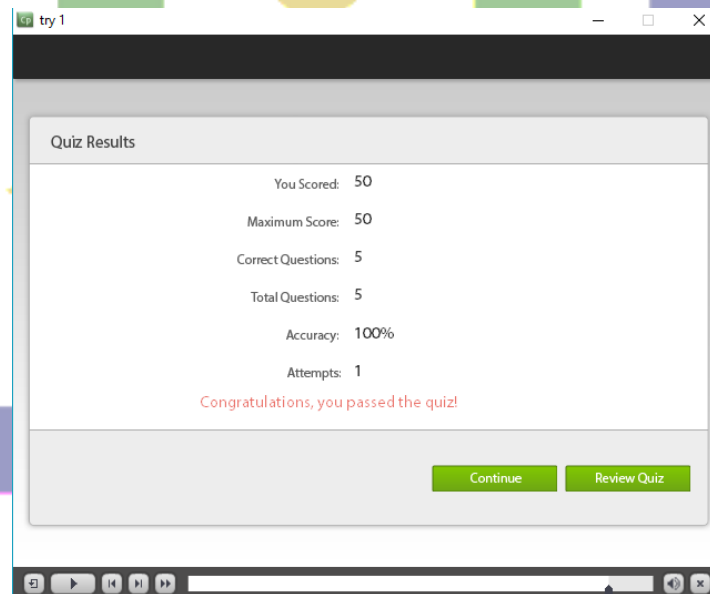 Cp try 1
Quiz Results
You Scored: 50
Maximum Score: 50
Correct Questions: 5
Total Questions: 5
Accuracy: 100%
Attempts: 1
Congratulations, you passed the quiz!
Continue Review Quiz